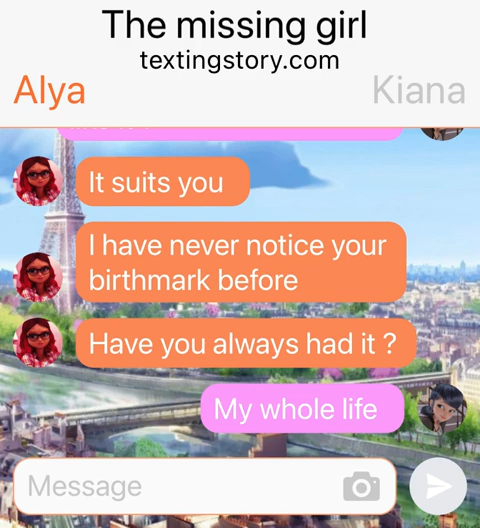 The missing girl
textingstory.com
Alya
Kiana
It suits you
I have never notice your
birthmark before
Have you always had it ?
My whole life
Message